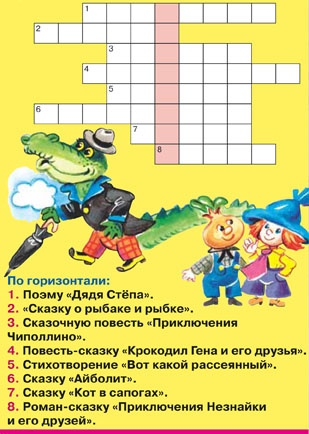 1
2
3
4
5
6
7
8
По горизонтали:
1. Поэму «Дядя Стёпа».
2. «Сказку о рыбаке и рыбке».
3. Сказочную повесть «Приключения
Чиполлино».
4. Повесть-сказку «Крокодил Гена и его друзья».
5. Стихотворение «Вот какой рассеянный».
6. Сказку «Айболит».
7. Сказку «Кот в сапогах».
8. Роман-сказку «Приключения Незнайки
и его друзей».